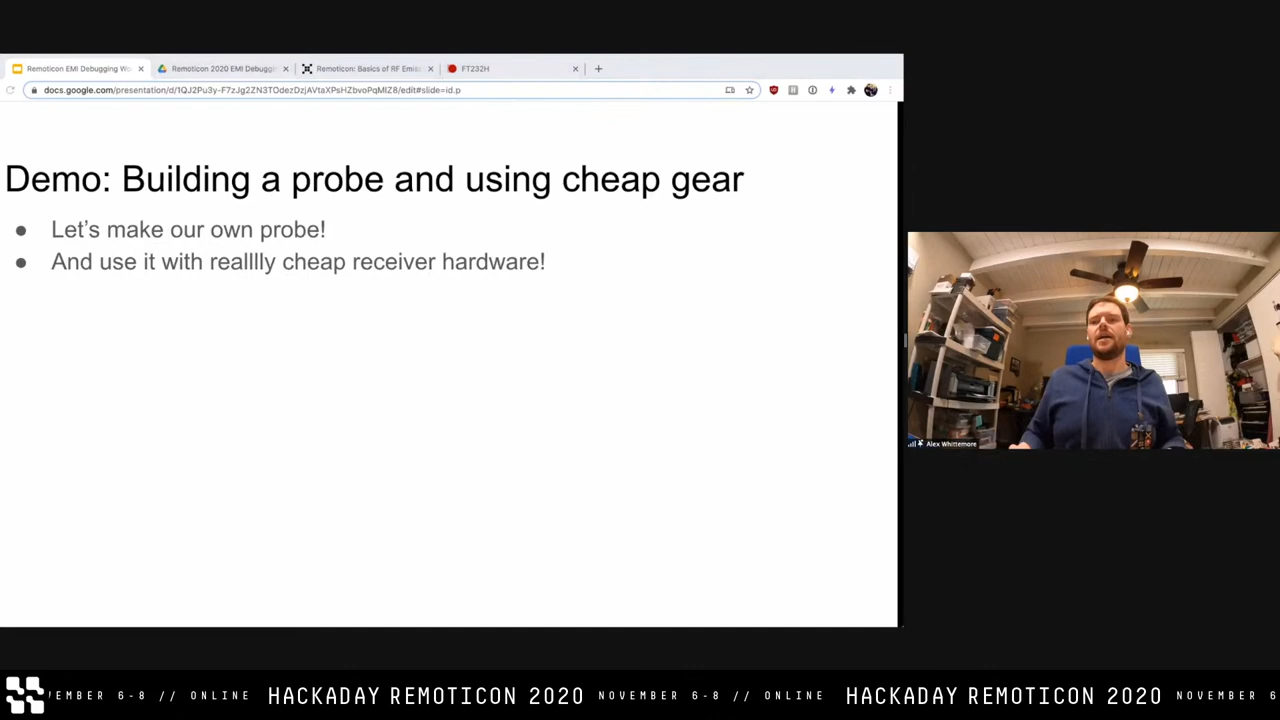 Remoticon EMI Debugging Wo
Remoticon 2020 EMI Debuggi
Remoticon: Basics of RF Emiss
FT232H
docs.google.com/presentation/d/1QJ2Pu3y-F7zJg2ZN3TOdezDzjAVtaXPsHZbvoPqMlZ8/edit#slide=id.p
Demo: Building a probe and using cheap gear
● Let's make our own probe!
● And use it with realllly cheap receiver hardware!
Alex Whittemore
VEMBER 6-8 // ONLINE HACKADAY REMOTICON 2020 NOVEMBER 6-8 // ONLINE HACKADAY REMOTICON 2020 NOVEMBER 6